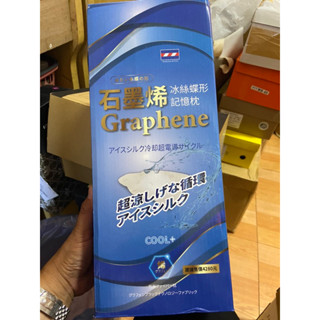 石墨烯
冰絲蝶形
記憶枕
Graphene
アイスシルク冷却超電導サイクル
超涼しげな循環
アイスシルク
COOL+